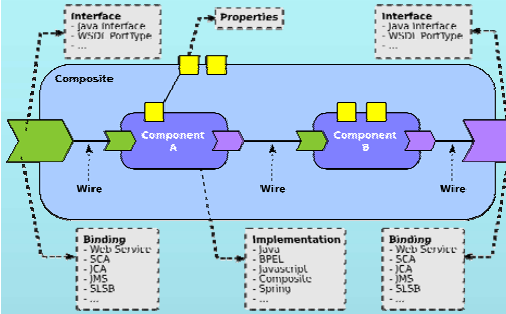 Interface
- Java Interface
- WSDL PortType
- ...
Properties
Interface
- Java Interface
- WSDL PortType
- ...
Composite
Component
A
Component
B
Wire
Wire
Wire
Binding
- Web Service
- SCA
- JCA
- JMS
- SLSB
- ...
Implementation
- Java
- BPEL
- Javascript
- Composite
- Spring
- ...
Binding
- Web Service
- SCA
- JCA
- JMS
- SLSB
- ...